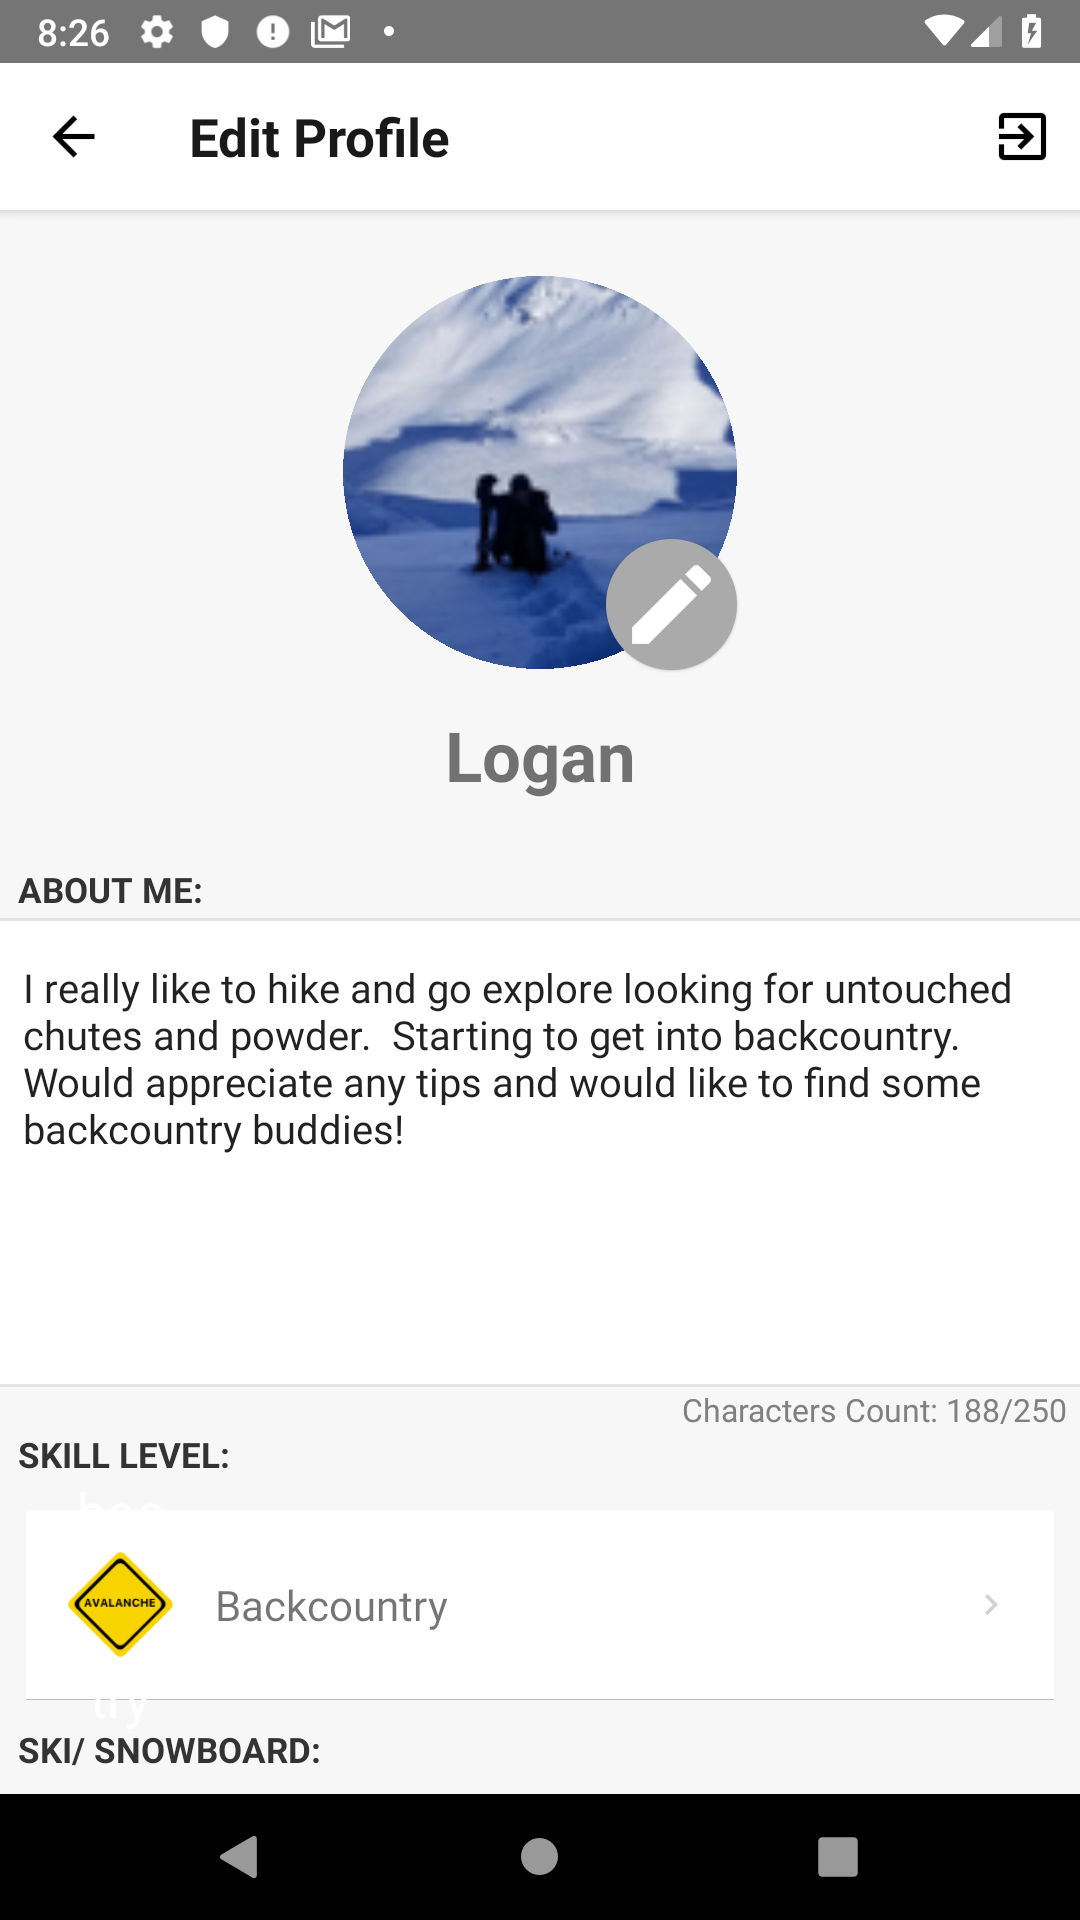 8:26
Edit Profile
Logan
ABOUT ME:
I really like to hike and go explore looking for untouched
chutes and powder.  Starting to get into backcountry.
Would appreciate any tips and would like to find some
backcountry buddies!
Characters Count: 188/250
SKILL LEVEL:
AVALANCHE
Backcountry
try
SKI/ SNOWBOARD: